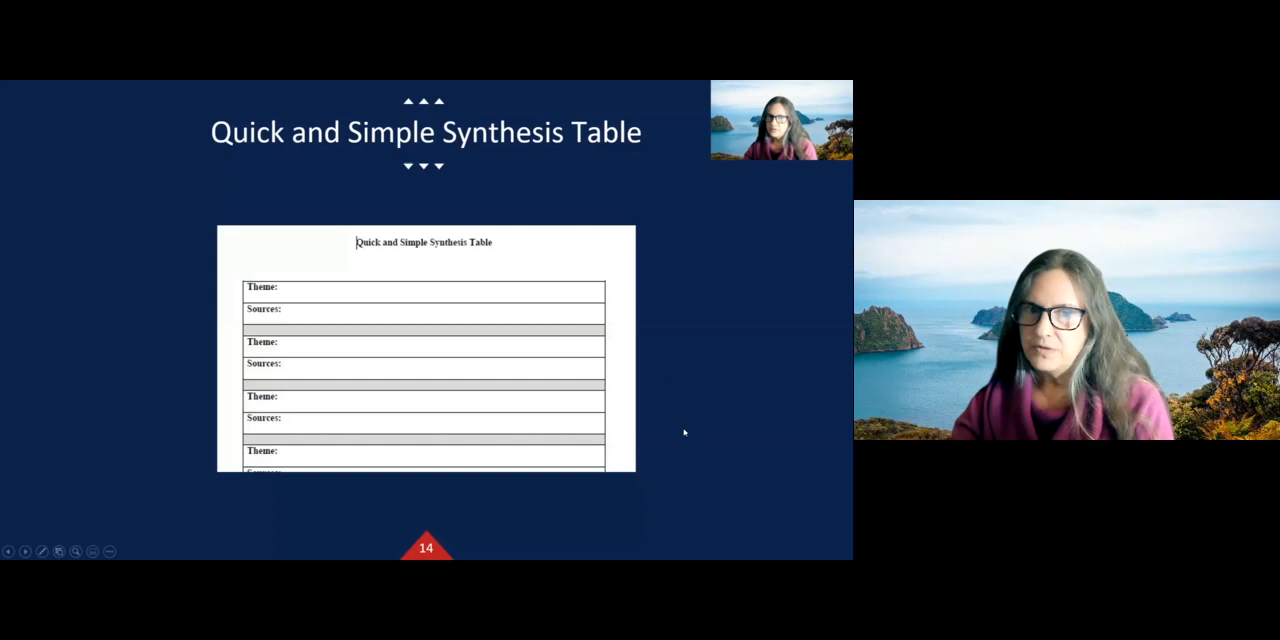 Quick and Simple Synthesis Table
Quick and Simple Synthesis Table
Theme:
Sources:
Theme:
Sources:
Theme:
Sources:
Theme:
14